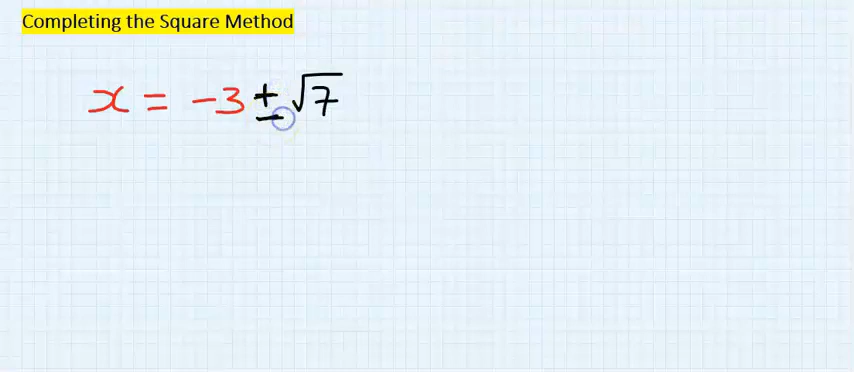 Completing the Square Method
x = -3 ± √7